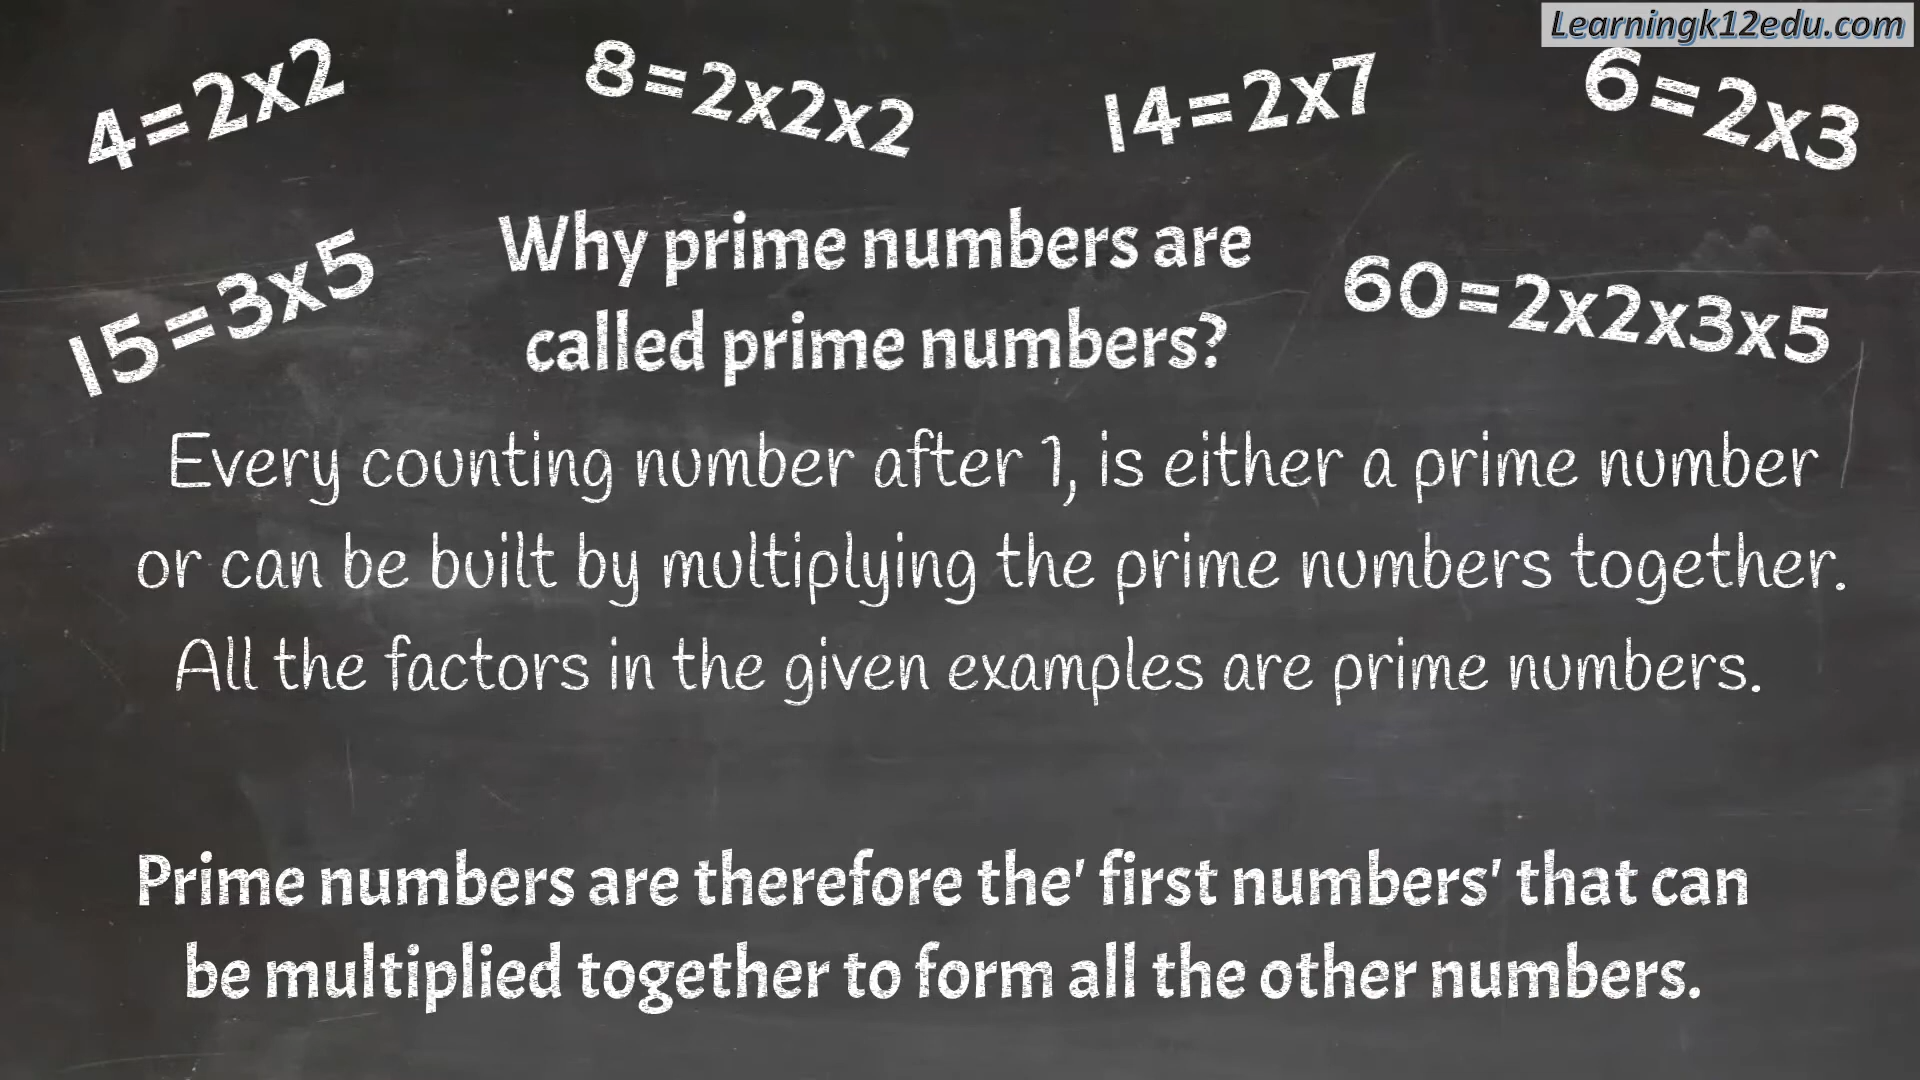 Learningk12edu.com
4=2x2
8=2x2x2
14=2x7
6=2x3
15=3x5
Why prime numbers are
called prime numbers?
60=2x2x3x5
Every counting number after 1, is either a prime number
or can be built by multiplying the prime numbers together.
All the factors in the given examples are prime numbers.
Prime numbers are therefore the' first numbers' that can
be multiplied together to form all the other numbers.